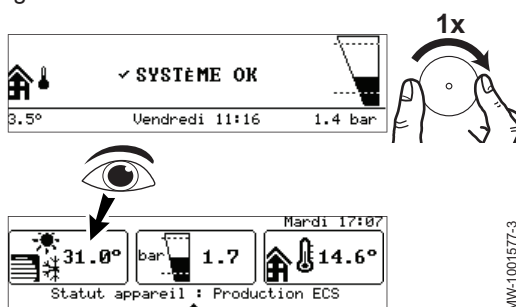 1x
✓ SYSTÈME OK
3.5° Vendredi 11:16 1.4 bar
Mardi 17:07
31.0° bar 1.7 14.6°
Statut appareil : Production ECS
MW-1001577-3